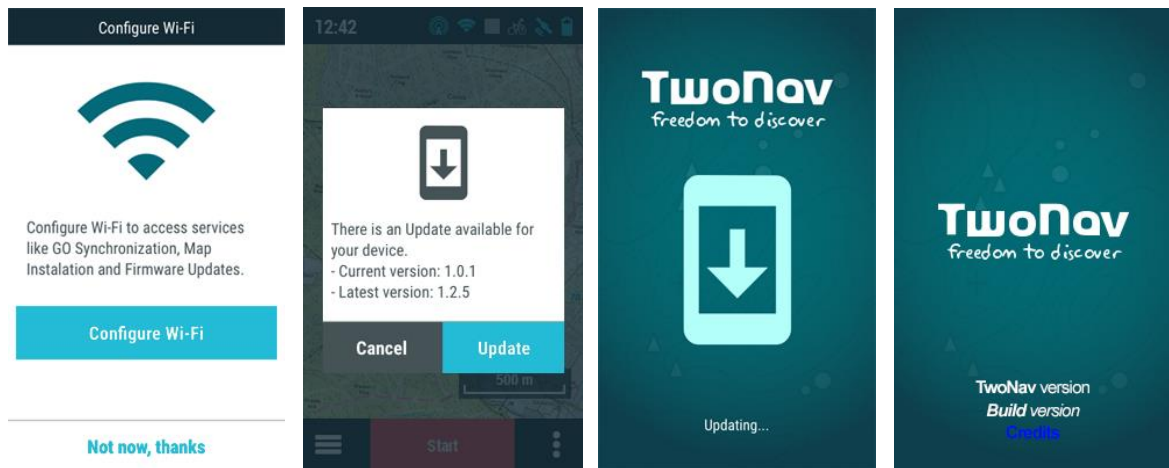 Configure Wi-Fi
Configure Wi-Fi to access services
like GO Synchronization, Map
Instalation and Firmware Updates.
Configure Wi-Fi
Not now, thanks
12:42
There is an Update available for
your device.
- Current version: 1.0.1
- Latest version: 1.2.5
Cancel
Update
500 m
Start
TwoNav
freedom to discover
Updating...
TwoNav
freedom to discover
TwoNav version
Build version
Credits